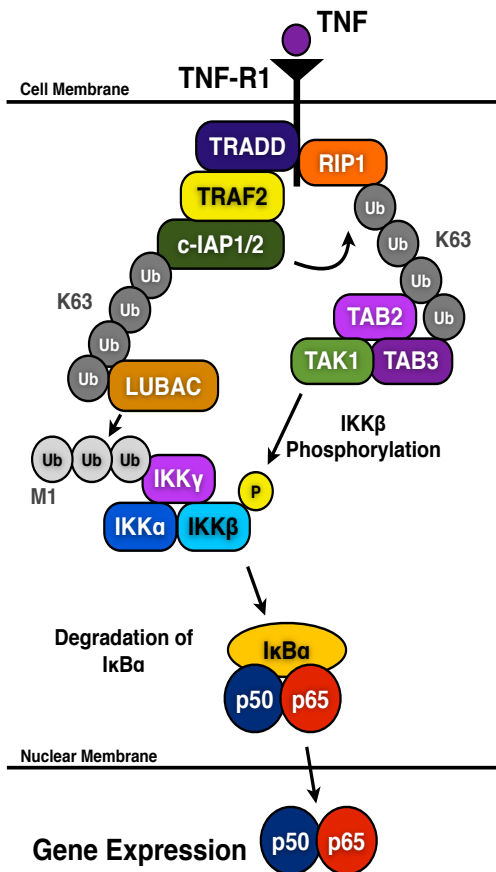 TNF
TNF-R1
Cell Membrane
TRADD
RIP1
TRAF2
Ub
c-IAP1/2
Ub
K63
Ub
Ub
K63
Ub
Ub
TAB2
Ub
Ub
TAK1
TAB3
Ub
LUBAC
IKKβ
Phosphorylation
Ub
Ub
Ub
M1
IKKγ
P
IKKα
IKKβ
Degradation of
IκBα
IκBα
p50
p65
Nuclear Membrane
p50
p65
Gene Expression